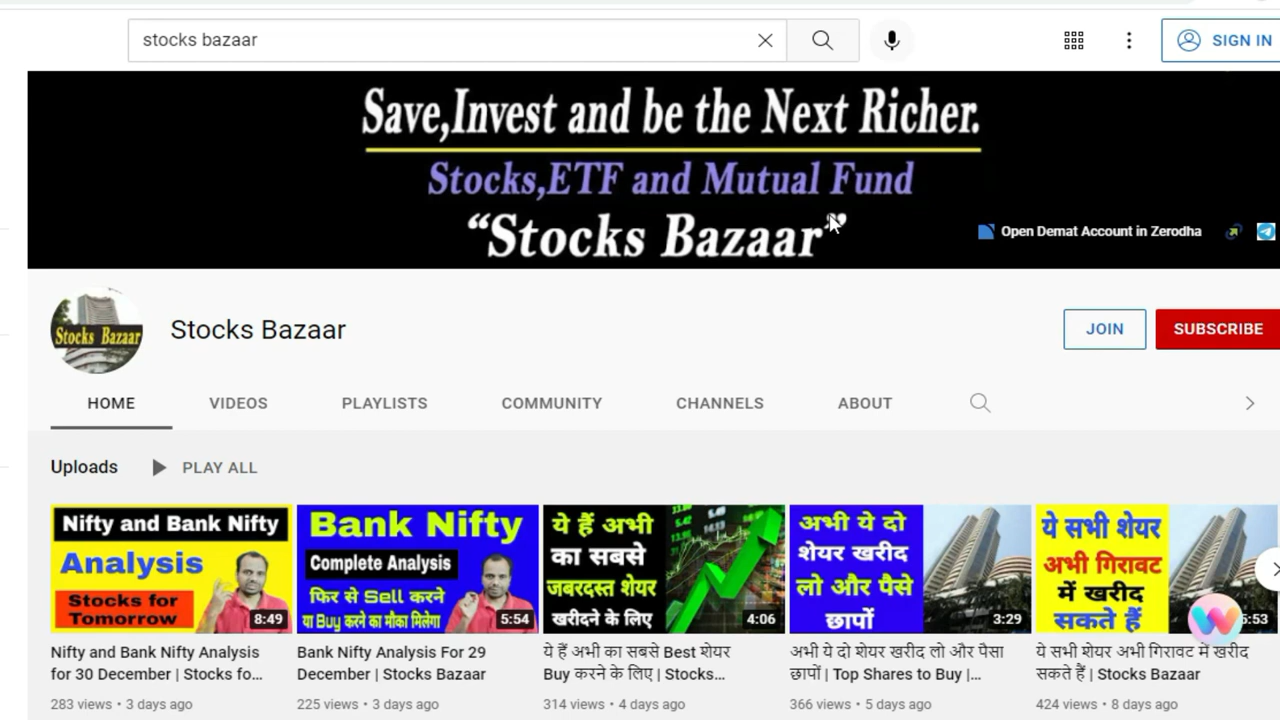 stocks bazaar
SIGN IN
Save,Invest and be the Next Richer.
Stocks,ETF and Mutual Fund
“Stocks Bazaar”
Open Demat Account in Zerodha
Stocks Bazaar
Stocks Bazaar
JOIN
SUBSCRIBE
HOME
VIDEOS
PLAYLISTS
COMMUNITY
CHANNELS
ABOUT
Uploads
PLAY ALL
Nifty and Bank Nifty
Analysis
Stocks for
Tomorrow
8:49
Nifty and Bank Nifty Analysis
for 30 December | Stocks fo...
283 views • 3 days ago
Bank Nifty
Complete Analysis
फिर से Sell करने
या Buy करने का मौका मिलेगा
5:54
Bank Nifty Analysis For 29
December | Stocks Bazaar
225 views • 3 days ago
ये हैं अभी
का सबसे
जबरदस्त शेयर
खरीदने के लिए
4:06
ये हैं अभी का सबसे Best शेयर
Buy करने के लिए | Stocks...
314 views • 4 days ago
अभी ये दो
शेयर खरीद
लो और पैसे
छापों
3:29
अभी ये दो शेयर खरीद लो और पैसा
छापों | Top Shares to Buy |...
366 views • 5 days ago
ये सभी शेयर
अभी गिरावट
में खरीद
सकते हैं
5:53
ये सभी शेयर अभी गिरावट में खरीद
सकते हैं | Stocks Bazaar
424 views • 8 days ago